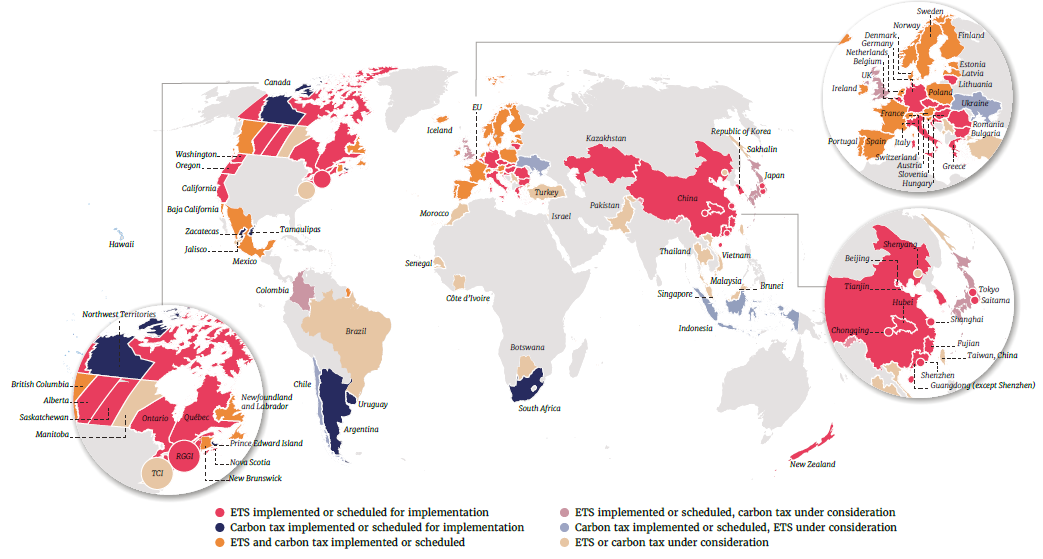 Canada
Washington
Oregon
California
Baja California
Zacatecas
Jalisco
Mexico
Tamaulipas
Hawaii
Colombia
Brazil
Chile
Uruguay
Argentina
Iceland
EU
Morocco
Senegal
Côte d'Ivoire
Turkey
Israel
Botswana
South Africa
Kazakhstan
Pakistan
China
Republic of Korea
Sakhalin
Japan
Thailand
Vietnam
Malaysia
Brunei
Singapore
Indonesia
New Zealand
Northwest Territories
British Columbia
Alberta
Saskatchewan
Manitoba
Ontario
Québec
Newfoundland
and Labrador
Prince Edward Island
Nova Scotia
New Brunswick
RGGI
TCI
Sweden
Norway
Denmark
Germany
Netherlands
Belgium
UK
Ireland
Finland
Estonia
Latvia
Lithuania
Poland
Ukraine
France
Romania
Bulgaria
Portugal
Spain
Italy
Switzerland
Austria
Slovenia
Hungary
Greece
Shenyang
Beijing
Tianjin
Hubei
Chongqing
Tokyo
Saitama
Shanghai
Fujian
Taiwan, China
Shenzhen
Guangdong (except Shenzhen)
ETS implemented or scheduled for implementation
Carbon tax implemented or scheduled for implementation
ETS and carbon tax implemented or scheduled
ETS implemented or scheduled, carbon tax under consideration
Carbon tax implemented or scheduled, ETS under consideration
ETS or carbon tax under consideration